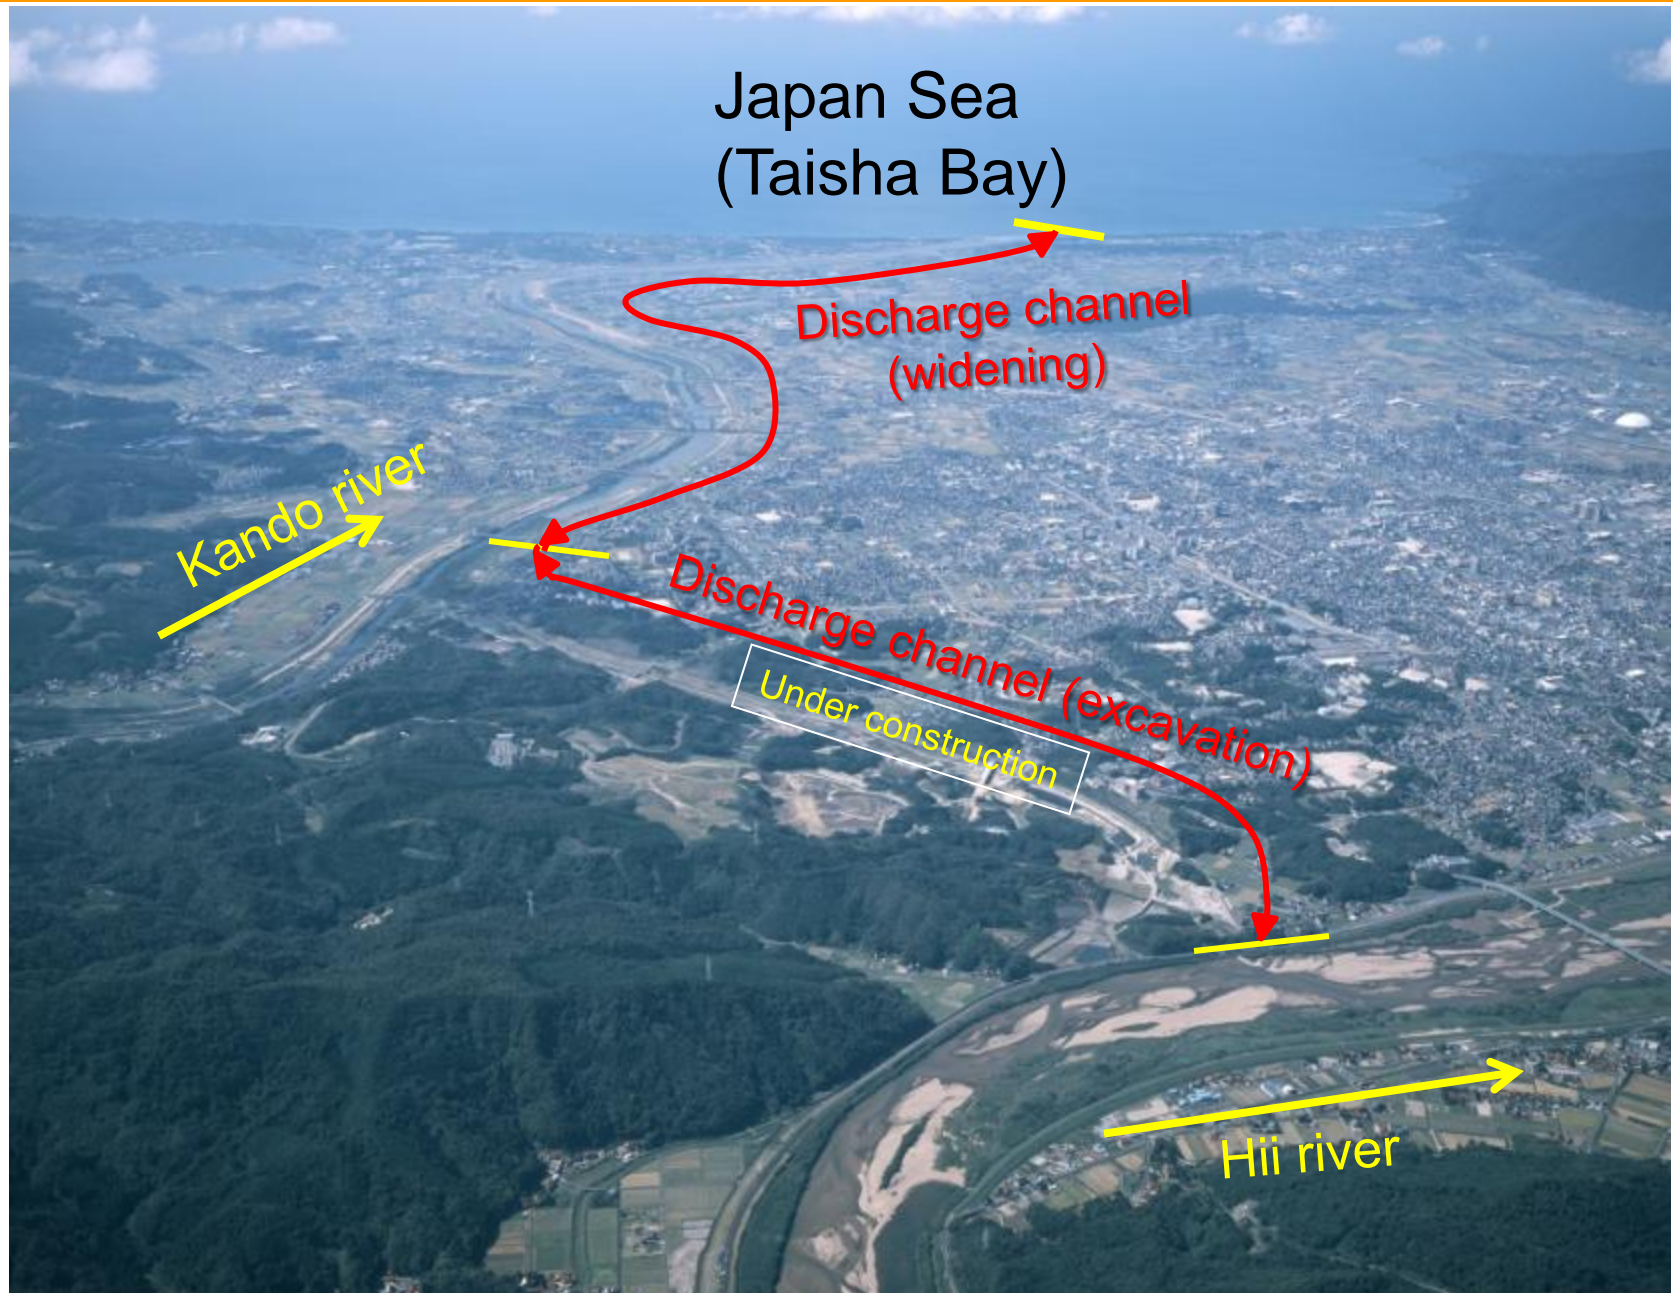 Japan Sea
(Taisha Bay)
Discharge channel
(widening)
Kando river
Discharge channel (excavation)
Under construction
Hii river